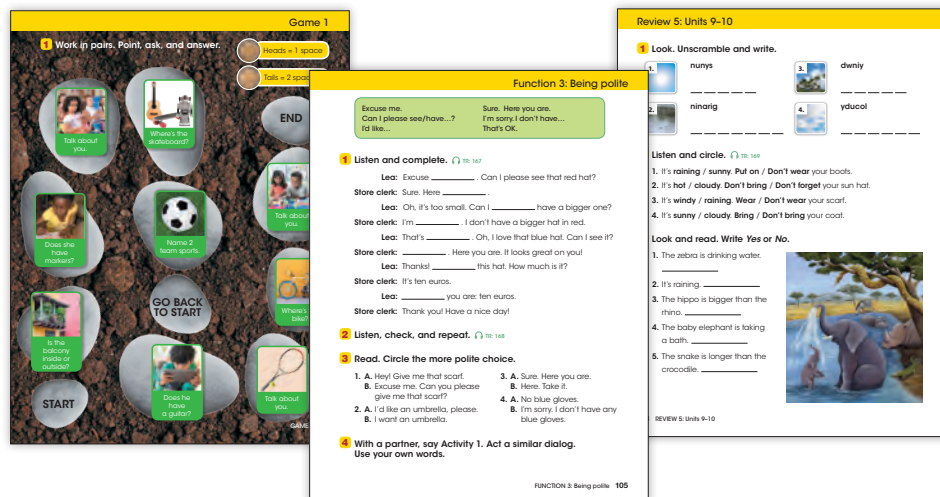 Game 1
1 Work in pairs. Point, ask, and answer.
Heads = 1 space
Tails = 2
END
Talk about
you.
Where's the
skateboard?
Does she
have
markers?
Name 2
team sports.
Talk about
you.
GO BACK
TO START
Where's
bike?
Is the
balcony
inside or
outside?
Does he
have
a guitar?
Talk about
you.
START
GAME
Function 3: Being polite
Excuse me.
Can I please see/have...?
I'd like...
Sure. Here you are.
I'm sorry. I don't have...
That's OK.
1 Listen and complete. TR: 167
Lea: Excuse ________ . Can I please see that red hat?
Store clerk: Sure. Here ________ .
Lea: Oh, it's too small. Can I ________ have a bigger one?
Store clerk: I'm ________ . I don't have a bigger hat in red.
Lea: That's ________ . Oh, I love that blue hat. Can I see it?
Store clerk: ________ . Here you are. It looks great on you!
Lea: Thanks! ________ this hat. How much is it?
Store clerk: It's ten euros.
Lea: ________ you are: ten euros.
Store clerk: Thank you! Have a nice day!
2 Listen, check, and repeat. TR: 168
3 Read. Circle the more polite choice.
1. A. Hey! Give me that scarf.
B. Excuse me. Can you please
give me that scarf?
2. A. I'd like an umbrella, please.
B. I want an umbrella.
3. A. Sure. Here you are.
B. Here. Take it.
4. A. No blue gloves.
B. I'm sorry. I don't have any
blue gloves.
4 With a partner, say Activity 1. Act a similar dialog.
Use your own words.
FUNCTION 3: Being polite 105
Review 5: Units 9–10
1 Look. Unscramble and write.
1. nunys
_ _ _ _ _
2. ninarig
_ _ _ _ _ _ _
3. dwniy
_ _ _ _ _
4. yducol
_ _ _ _ _ _
Listen and circle. TR: 169
1. It's raining / sunny. Put on / Don't wear your boots.
2. It's hot / cloudy. Don't bring / Don't forget your sun hat.
3. It's windy / raining. Wear / Don't wear your scarf.
4. It's sunny / cloudy. Bring / Don't bring your coat.
Look and read. Write Yes or No.
1. The zebra is drinking water.
________
2. It's raining. ________
3. The hippo is bigger than the
rhino. ________
4. The baby elephant is taking
a bath. ________
5. The snake is longer than the
crocodile. ________
REVIEW 5: Units 9–10